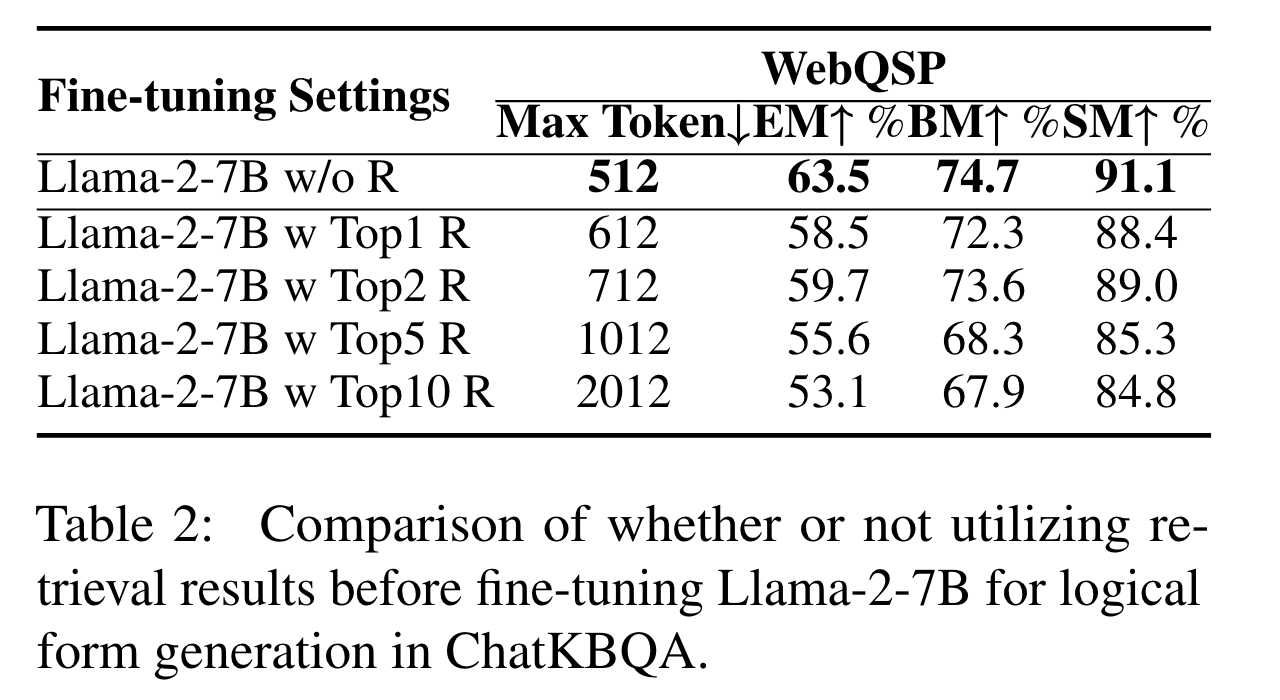 WebQSP
Fine-tuning Settings
Max Token↓ EM↑ % BM↑ % SM↑ %
Llama-2-7B w/o R 512 63.5 74.7 91.1
Llama-2-7B w Top1 R 612 58.5 72.3 88.4
Llama-2-7B w Top2 R 712 59.7 73.6 89.0
Llama-2-7B w Top5 R 1012 55.6 68.3 85.3
Llama-2-7B w Top10 R 2012 53.1 67.9 84.8
Table 2: Comparison of whether or not utilizing re-
trieval results before fine-tuning Llama-2-7B for logical
form generation in ChatKBQA.